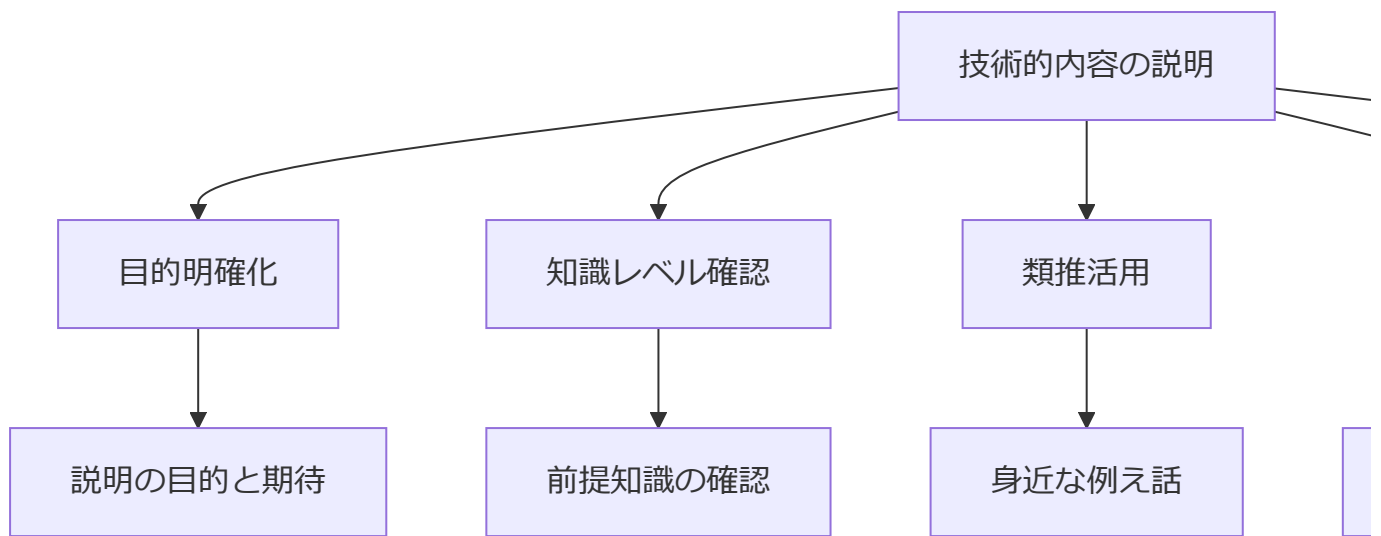 技術的内容の説明
目的明確化
知識レベル確認
類推活用
説明の目的と期待
前提知識の確認
身近な例え話